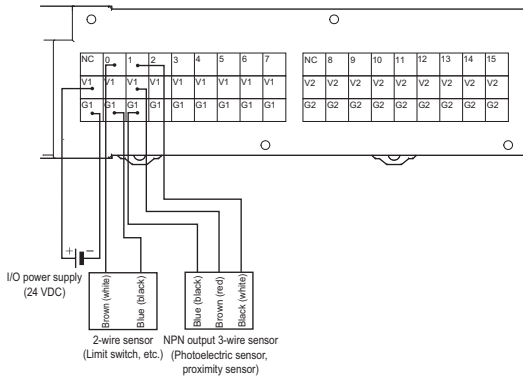 NC 0 1 2 3 4 5 6 7 NC 8 9 10 11 12 13 14 15
V1 V1 V1 V1 V1 V1 V1 V1 V1 V2 V2 V2 V2 V2 V2 V2 V2 V2
G1 G1 G1 G1 G1 G1 G1 G1 G1 G2 G2 G2 G2 G2 G2 G2 G2 G2
+ −
I/O power supply
(24 VDC)
Brown (white)
Blue (black)
Blue (black)
Brown (red)
Black (white)
2-wire sensor
(Limit switch, etc.)
NPN output 3-wire sensor
(Photoelectric sensor,
proximity sensor)